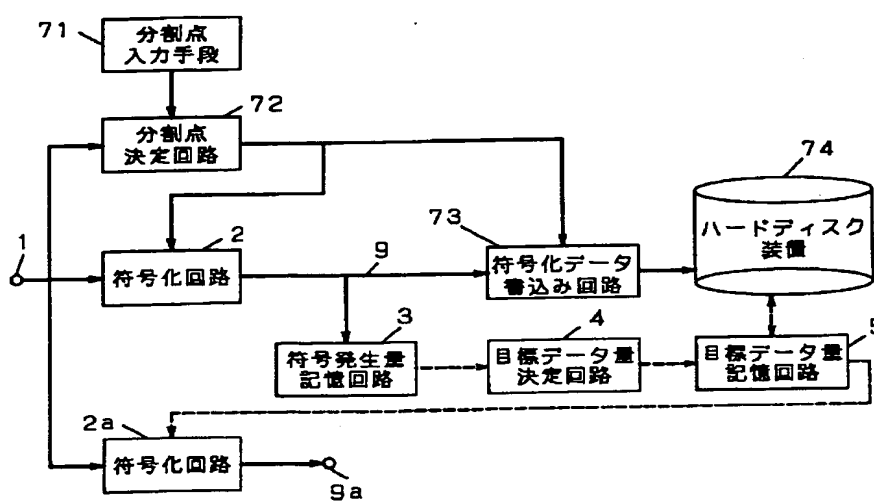 71
分割点
入力手段
72
分割点
決定回路
74
ハードディスク
装置
73
符号化データ
書込み回路
1
2
符号化回路
9
3
符号発生量
記憶回路
4
目標データ量
決定回路
5
目標データ量
記憶回路
2a
符号化回路
9a